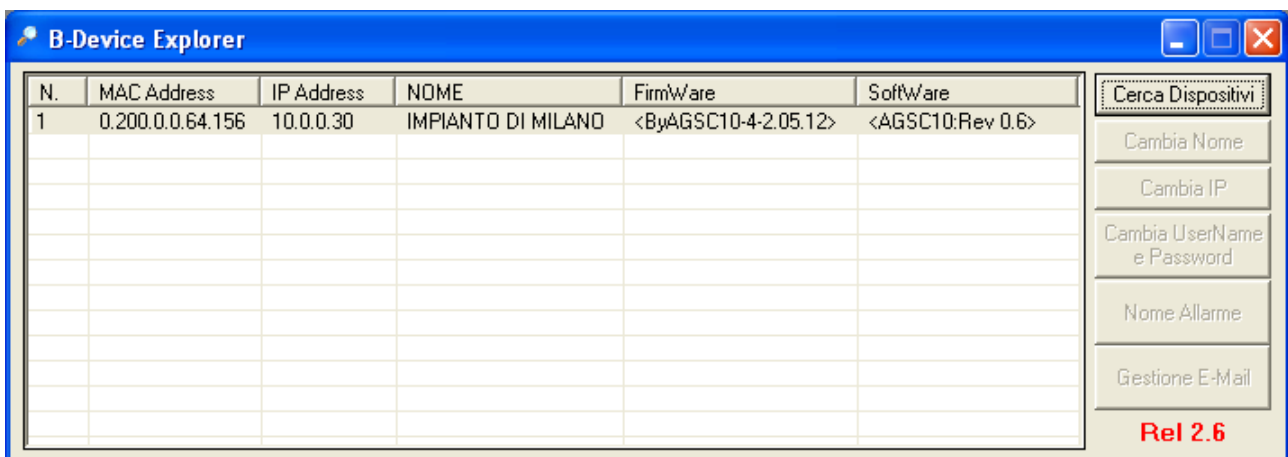 B-Device Explorer
N. MAC Address IP Address NOME FirmWare SoftWare
1 0.200.0.0.64.156 10.0.0.30 IMPIANTO DI MILANO <ByAGSC10-4-2.05.12> <AGSC10:Rev 0.6>
Cerca Dispositivi
Cambia Nome
Cambia IP
Cambia UserName
e Password
Nome Allarme
Gestione E-Mail
Rel 2.6